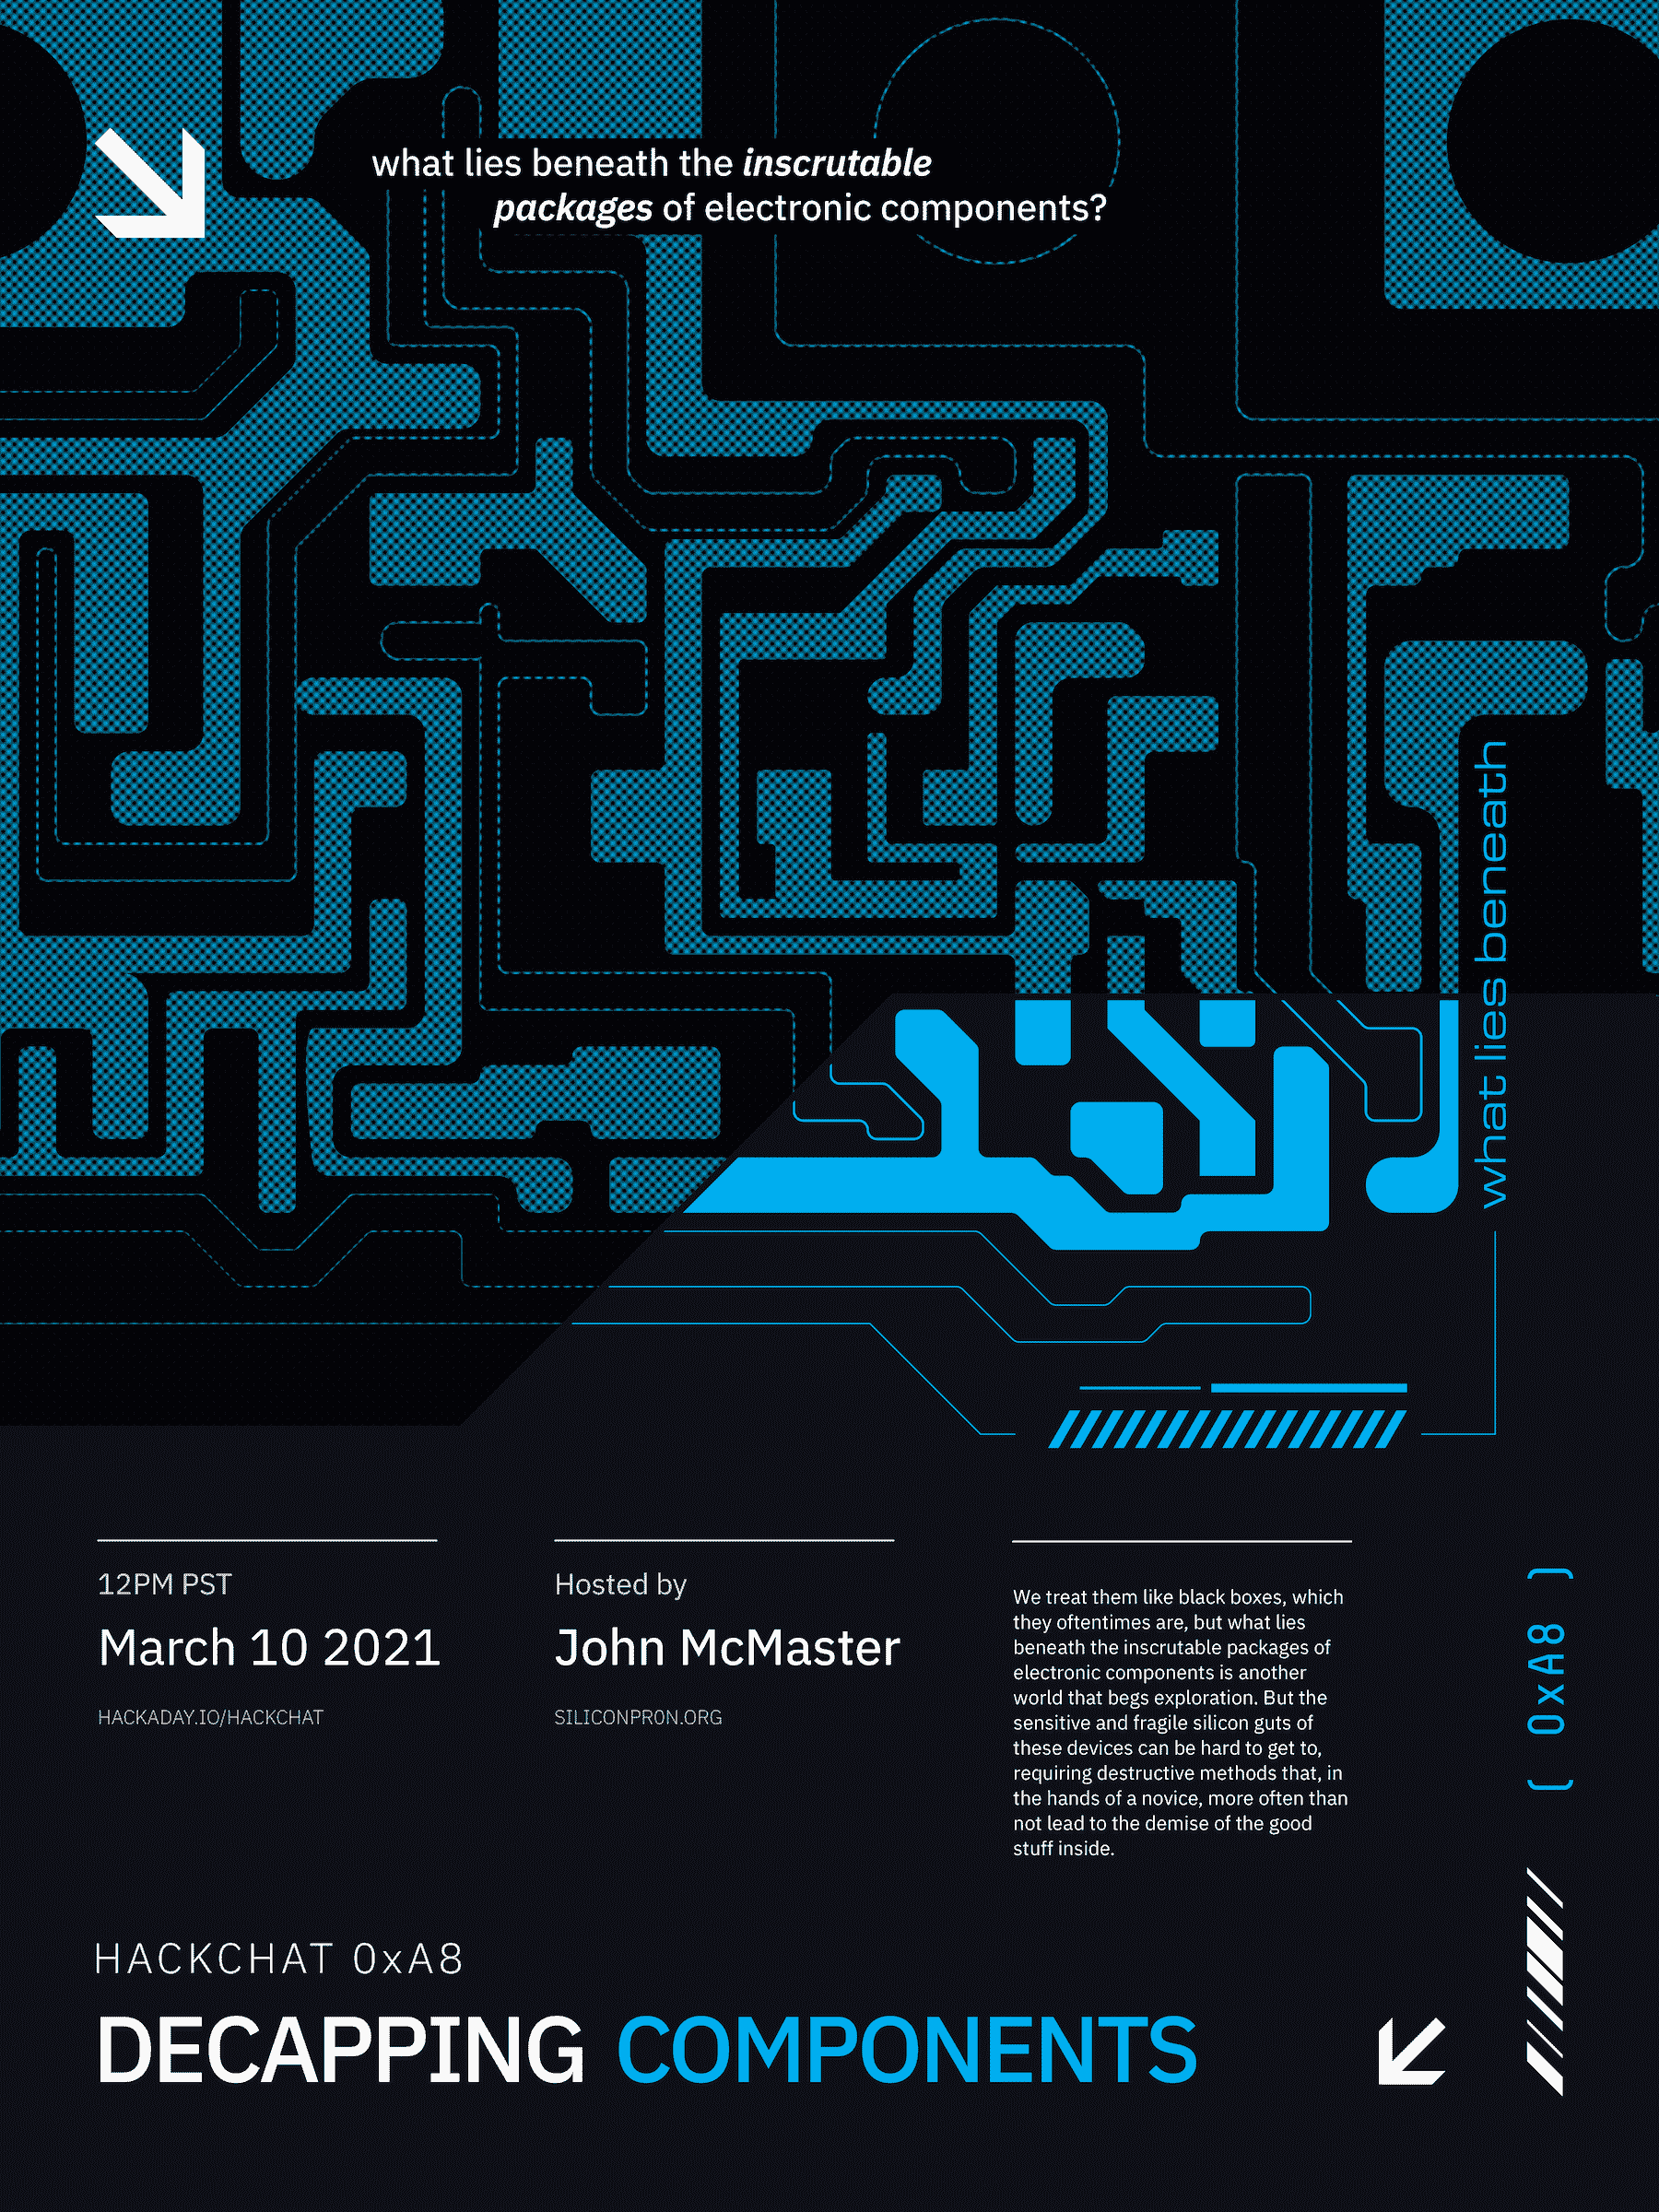 what lies beneath the inscrutable
packages of electronic components?
what lies beneath
12PM PST
March 10 2021
HACKADAY.IO/HACKCHAT
Hosted by
John McMaster
SILICONPR0N.ORG
We treat them like black boxes, which
they oftentimes are, but what lies
beneath the inscrutable packages of
electronic components is another
world that begs exploration. But the
sensitive and fragile silicon guts of
these devices can be hard to get to,
requiring destructive methods that, in
the hands of a novice, more often than
not lead to the demise of the good
stuff inside.
( 0xA8 )
HACKCHAT 0xA8
DECAPPING COMPONENTS